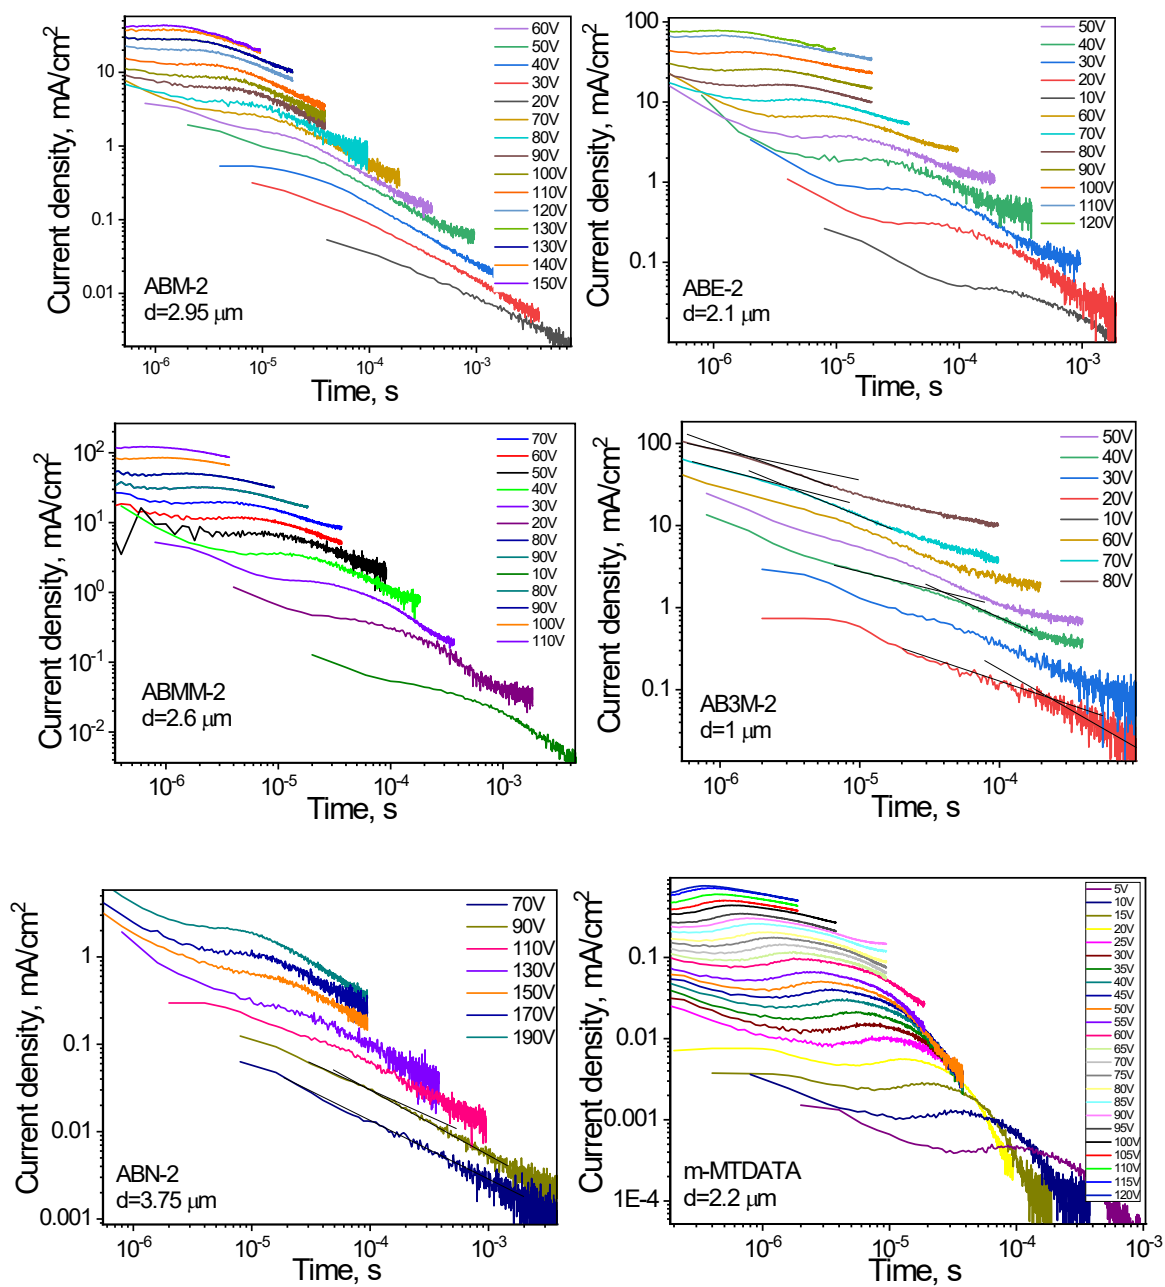 Current density, mA/cm²
10
1
0.1
0.01
10⁻⁶
10⁻⁵
10⁻⁴
10⁻³
Time, s
ABM-2
d=2.95 μm
60V
50V
40V
30V
20V
70V
80V
90V
100V
110V
120V
130V
130V
140V
150V
Current density, mA/cm²
100
10
1
0.1
10⁻⁶
10⁻⁵
10⁻⁴
10⁻³
Time, s
ABE-2
d=2.1 μm
50V
40V
30V
20V
10V
60V
70V
80V
90V
100V
110V
120V
Current density, mA/cm²
10²
10¹
10⁰
10⁻¹
10⁻²
10⁻⁶
10⁻⁵
10⁻⁴
10⁻³
Time, s
ABMM-2
d=2.6 μm
70V
60V
50V
40V
30V
20V
80V
90V
10V
80V
90V
100V
110V
Current density, mA/cm²
100
10
1
0.1
10⁻⁶
10⁻⁵
10⁻⁴
10⁻³
Time, s
AB3M-2
d=1 μm
50V
40V
30V
20V
10V
60V
70V
80V
Current density, mA/cm²
1
0.1
0.01
0.001
10⁻⁶
10⁻⁵
10⁻⁴
10⁻³
Time, s
ABN-2
d=3.75 μm
70V
90V
110V
130V
150V
170V
190V
Current density, mA/cm²
0.1
0.01
0.001
1E-4
10⁻⁶
10⁻⁵
10⁻⁴
10⁻³
Time, s
m-MTDATA
d=2.2 μm
5V
10V
15V
20V
25V
30V
35V
40V
45V
50V
55V
60V
65V
70V
75V
80V
85V
90V
95V
100V
105V
110V
115V
120V